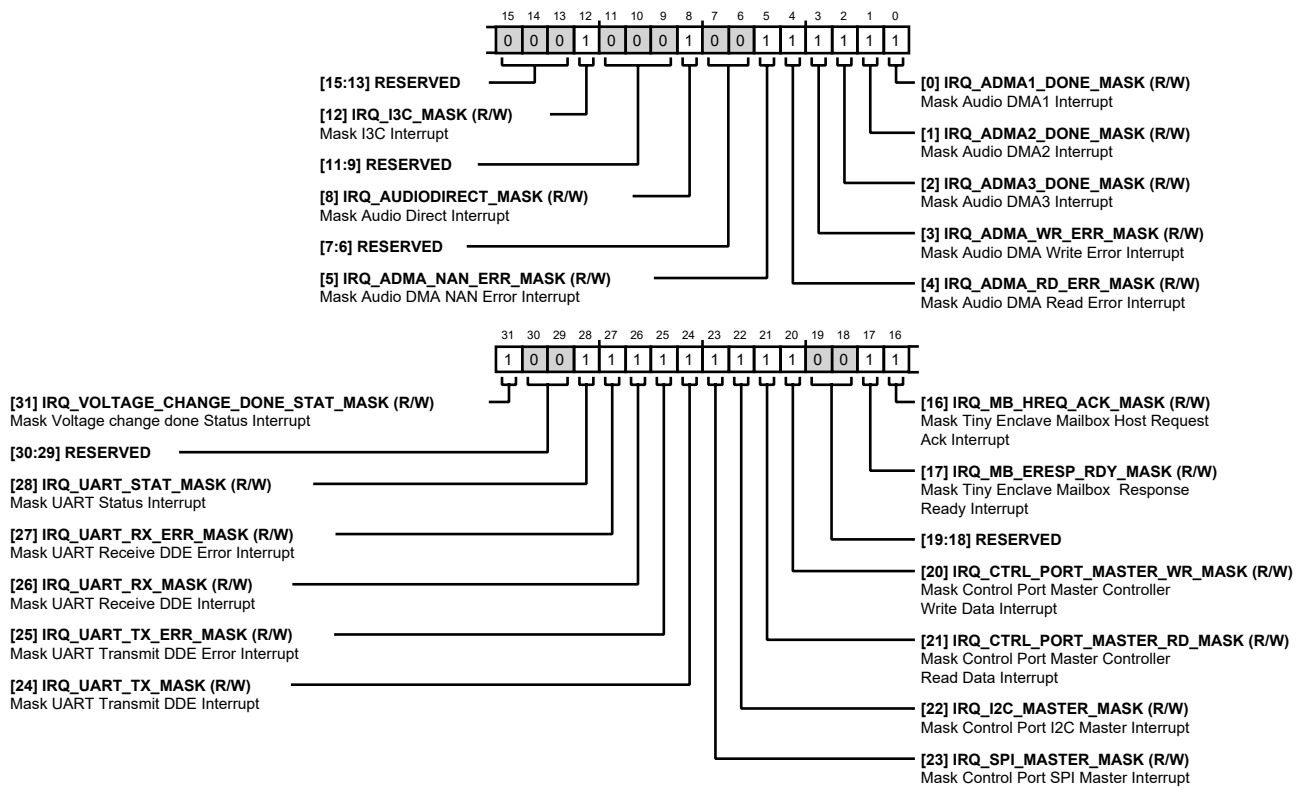 15 14 13 12 11 10 9 8 7 6 5 4 3 2 1 0
0 0 0 1 0 0 0 1 0 0 1 1 1 1 1 1
[15:13] RESERVED
[12] IRQ_I3C_MASK (R/W)
Mask I3C Interrupt
[11:9] RESERVED
[8] IRQ_AUDIODIRECT_MASK (R/W)
Mask Audio Direct Interrupt
[7:6] RESERVED
[5] IRQ_ADMA_NAN_ERR_MASK (R/W)
Mask Audio DMA NAN Error Interrupt
[0] IRQ_ADMA1_DONE_MASK (R/W)
Mask Audio DMA1 Interrupt
[1] IRQ_ADMA2_DONE_MASK (R/W)
Mask Audio DMA2 Interrupt
[2] IRQ_ADMA3_DONE_MASK (R/W)
Mask Audio DMA3 Interrupt
[3] IRQ_ADMA_WR_ERR_MASK (R/W)
Mask Audio DMA Write Error Interrupt
[4] IRQ_ADMA_RD_ERR_MASK (R/W)
Mask Audio DMA Read Error Interrupt
31 30 29 28 27 26 25 24 23 22 21 20 19 18 17 16
1 0 0 1 1 1 1 1 1 1 1 1 0 0 1 1
[31] IRQ_VOLTAGE_CHANGE_DONE_STAT_MASK (R/W)
Mask Voltage change done Status Interrupt
[30:29] RESERVED
[28] IRQ_UART_STAT_MASK (R/W)
Mask UART Status Interrupt
[27] IRQ_UART_RX_ERR_MASK (R/W)
Mask UART Receive DDE Error Interrupt
[26] IRQ_UART_RX_MASK (R/W)
Mask UART Receive DDE Interrupt
[25] IRQ_UART_TX_ERR_MASK (R/W)
Mask UART Transmit DDE Error Interrupt
[24] IRQ_UART_TX_MASK (R/W)
Mask UART Transmit DDE Interrupt
[16] IRQ_MB_HREQ_ACK_MASK (R/W)
Mask Tiny Enclave Mailbox Host Request
Ack Interrupt
[17] IRQ_MB_ERESP_RDY_MASK (R/W)
Mask Tiny Enclave Mailbox  Response
Ready Interrupt
[19:18] RESERVED
[20] IRQ_CTRL_PORT_MASTER_WR_MASK (R/W)
Mask Control Port Master Controller
Write Data Interrupt
[21] IRQ_CTRL_PORT_MASTER_RD_MASK (R/W)
Mask Control Port Master Controller
Read Data Interrupt
[22] IRQ_I2C_MASTER_MASK (R/W)
Mask Control Port I2C Master Interrupt
[23] IRQ_SPI_MASTER_MASK (R/W)
Mask Control Port SPI Master Interrupt